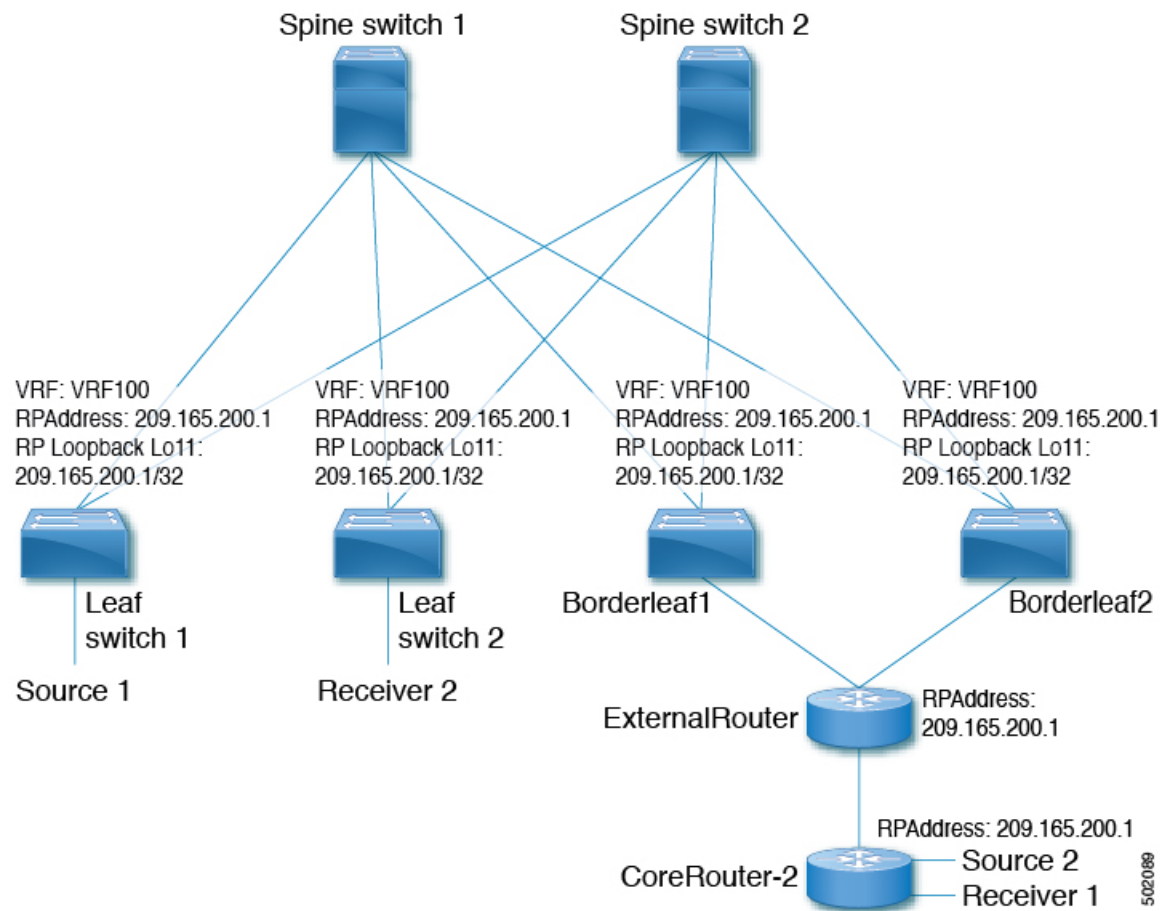 Spine switch 1
Spine switch 2
VRF: VRF100
RPAddress: 209.165.200.1
RP Loopback Lo11:
209.165.200.1/32
VRF: VRF100
RPAddress: 209.165.200.1
RP Loopback Lo11:
209.165.200.1/32
VRF: VRF100
RPAddress: 209.165.200.1
RP Loopback Lo11:
209.165.200.1/32
VRF: VRF100
RPAddress: 209.165.200.1
RP Loopback Lo11:
209.165.200.1/32
Leaf
switch 1
Leaf
switch 2
Borderleaf1
Borderleaf2
Source 1
Receiver 2
ExternalRouter
RPAddress:
209.165.200.1
RPAddress: 209.165.200.1
CoreRouter-2
Source 2
Receiver 1
502089